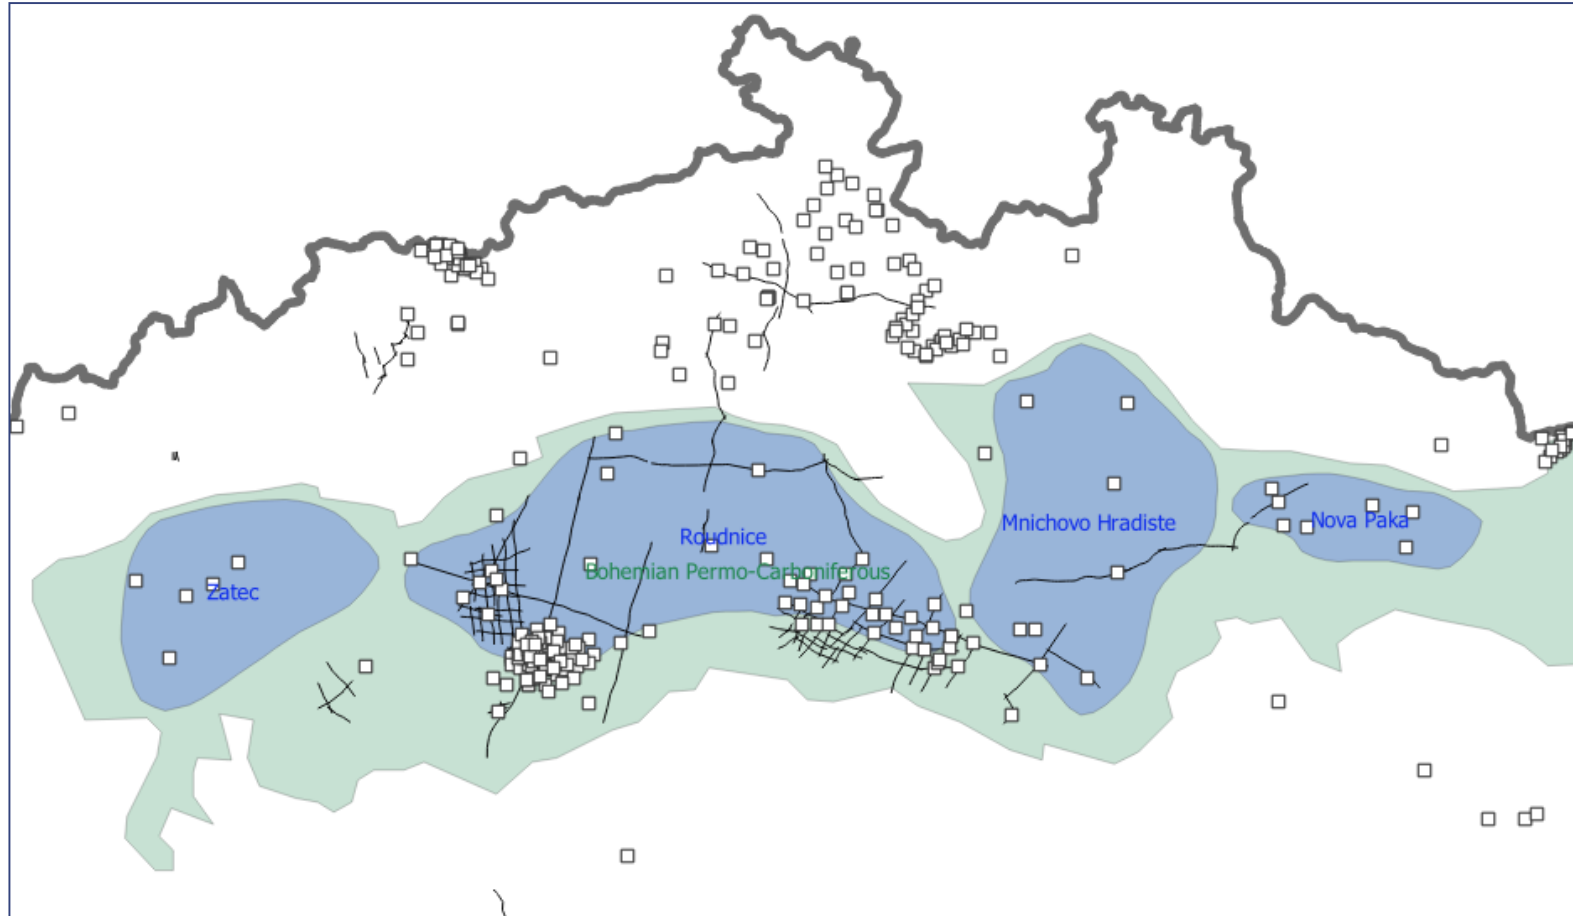 Mnichovo Hradiste
Nova Paka
Roudnice
Bohemian Permo-Carboniferous
Zatec